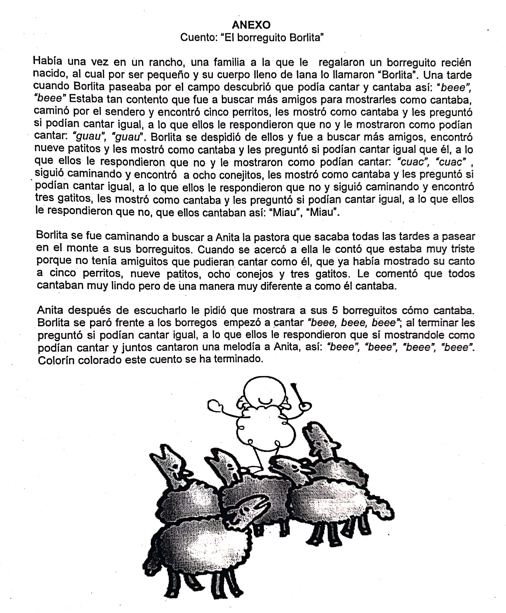 ANEXO
Cuento: "El borreguito Borlita"
Había una vez en un rancho, una familia a la que le regalaron un borreguito recién
nacido, al cual por ser pequeño y su cuerpo lleno de lana lo llamaron "Borlita". Una tarde
cuando Borlita paseaba por el campo descubrió que podía cantar y cantaba así: "beee",
"beee" Estaba tan contento que fue a buscar más amigos para mostrarles como cantaba,
caminó por el sendero y encontró cinco perritos, les mostró como cantaba y les preguntó
si podían cantar igual, a lo que ellos le respondieron que no y le mostraron como podían
cantar: "guau", "guau". Borlita se despidió de ellos y fue a buscar más amigos, encontró
nueve patitos y les mostró como cantaba y les preguntó si podían cantar igual que él, a lo
que ellos le respondieron que no y le mostraron como podían cantar: "cuac", "cuac" ,
siguió caminando y encontró a ocho conejitos, les mostró como cantaba y les preguntó si
podían cantar igual, a lo que ellos le respondieron que no y siguió caminando y encontró
tres gatitos, les mostró como cantaba y les preguntó si podían cantar igual, a lo que ellos
le respondieron que no, que ellos cantaban así: "Miau", "Miau".
Borlita se fue caminando a buscar a Anita la pastora que sacaba todas las tardes a pasear
en el monte a sus borreguitos. Cuando se acercó a ella le contó que estaba muy triste
porque no tenía amiguitos que pudieran cantar como él, que ya había mostrado su canto
a cinco perritos, nueve patitos, ocho conejos y tres gatitos. Le comentó que todos
cantaban muy lindo pero de una manera muy diferente a como él cantaba.
Anita después de escucharlo le pidió que mostrara a sus 5 borreguitos cómo cantaba.
Borlita se paró frente a los borregos empezó a cantar "beee, beee, beee"; al terminar les
preguntó si podían cantar igual, a lo que ellos le respondieron que sí mostrandole como
podían cantar y juntos cantaron una melodía a Anita, así: "beee", "beee", "beee", "beee".
Colorín colorado este cuento se ha terminado.